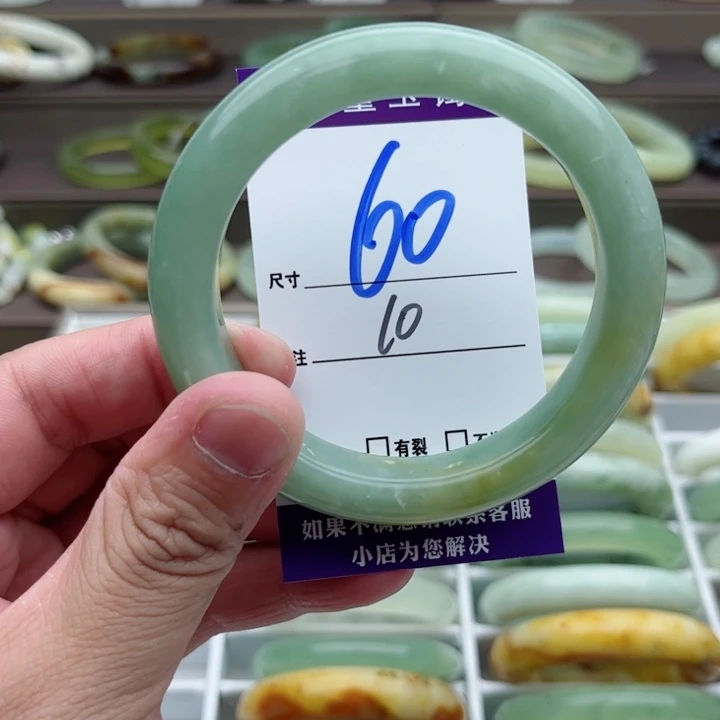 尺寸 60
注 10
□有裂 □不
如果不满意请联系客服
小店为您解决